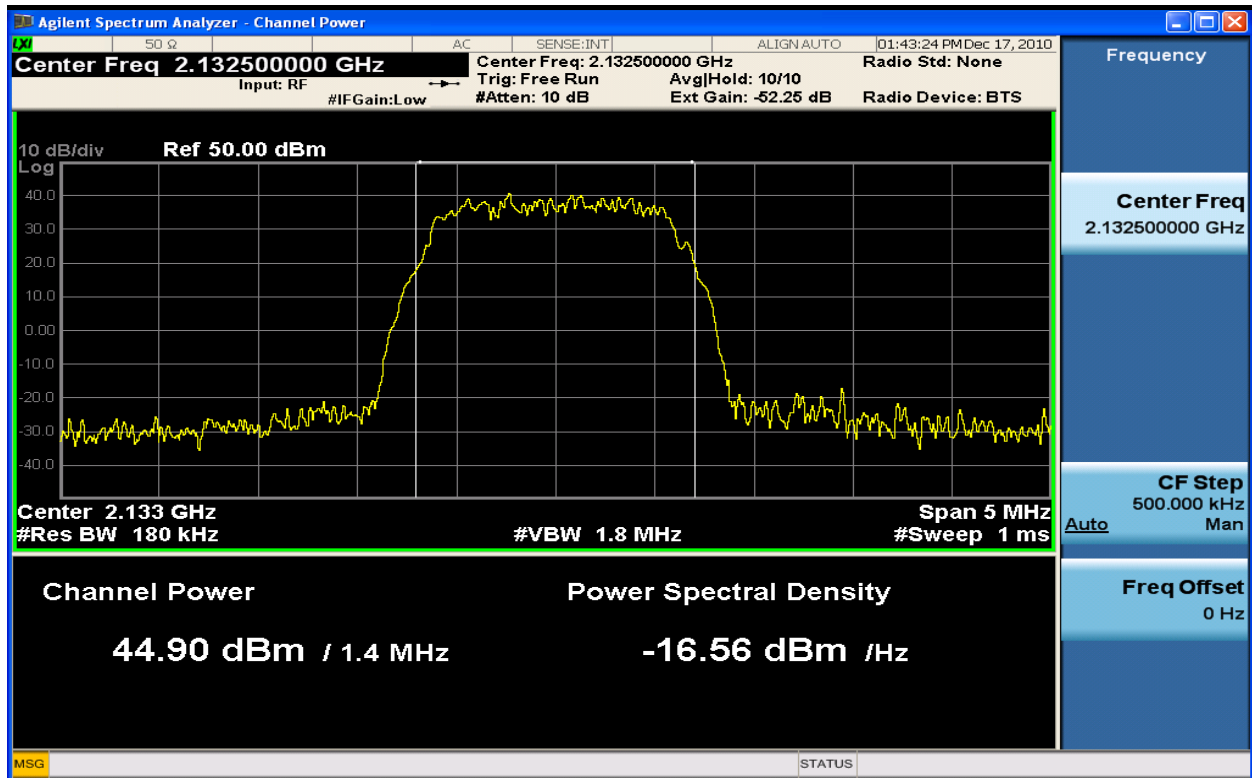 Agilent Spectrum Analyzer - Channel Power
LXI 50 Ω AC SENSE:INT ALIGN AUTO 01:43:24 PM Dec 17, 2010
Center Freq 2.132500000 GHz
Input: RF
#IFGain:Low
Center Freq: 2.132500000 GHz
Trig: Free Run Avg|Hold: 10/10
#Atten: 10 dB Ext Gain: -52.25 dB
Radio Std: None
Radio Device: BTS
10 dB/div Ref 50.00 dBm
Log
40.0
30.0
20.0
10.0
0.00
-10.0
-20.0
-30.0
-40.0
Center 2.133 GHz Span 5 MHz
#Res BW 180 kHz #VBW 1.8 MHz #Sweep 1 ms
Channel Power Power Spectral Density
44.90 dBm / 1.4 MHz -16.56 dBm /Hz
Frequency
Center Freq
2.132500000 GHz
CF Step
500.000 kHz
Auto Man
Freq Offset
0 Hz
MSG STATUS